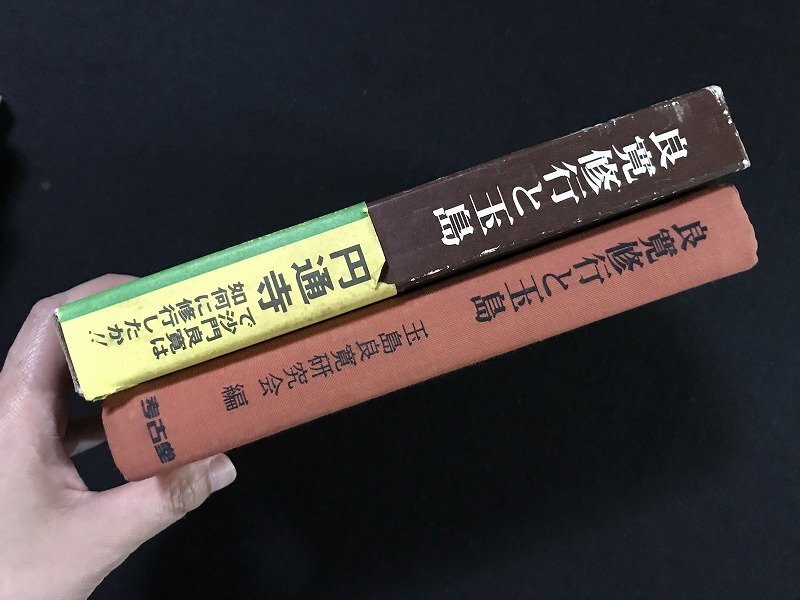 良寛修行と玉島
円通寺
で沙門良寛は
如何に修行したか!!
良寛修行と玉島
玉島良寛研究会編
考古堂